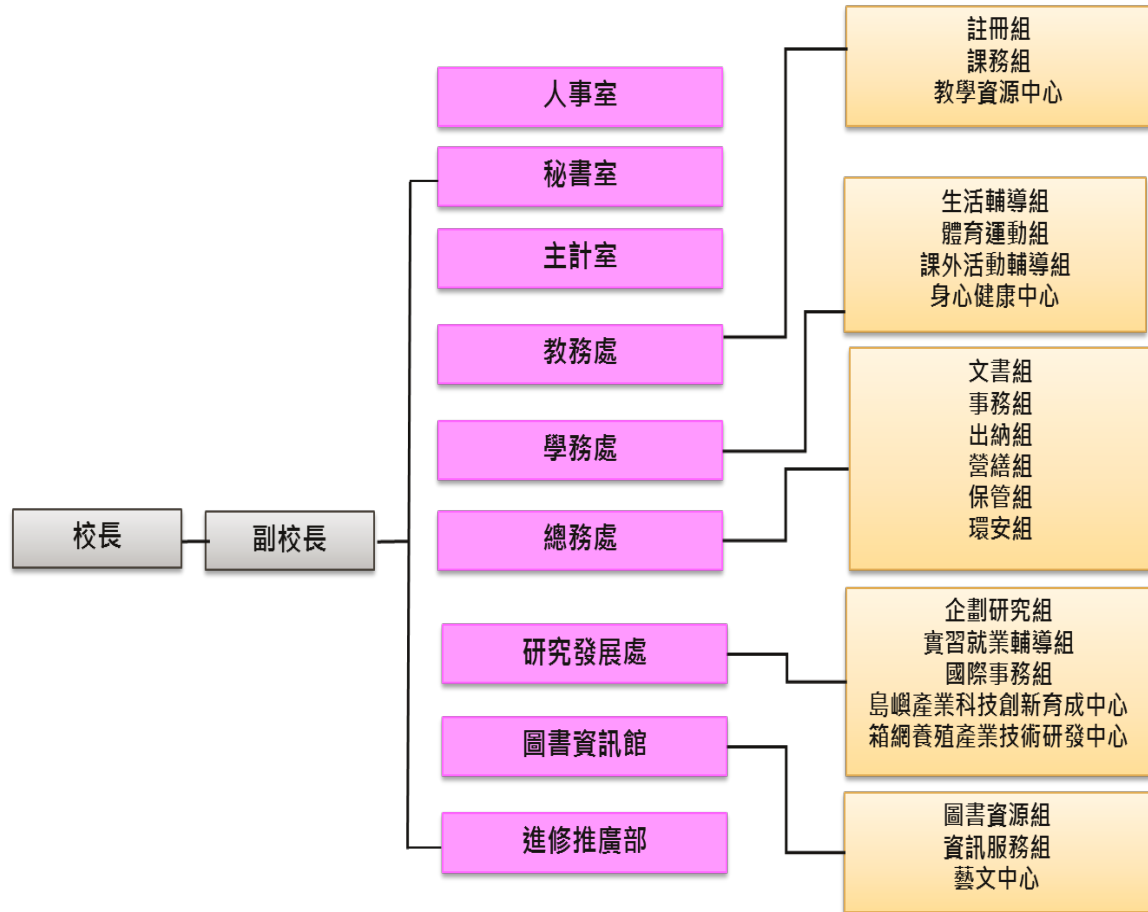 校長
副校長
人事室
秘書室
主計室
教務處
學務處
總務處
研究發展處
圖書資訊館
進修推廣部
註冊組
課務組
教學資源中心
生活輔導組
體育運動組
課外活動輔導組
身心健康中心
文書組
事務組
出納組
營繕組
保管組
環安組
企劃研究組
實習就業輔導組
國際事務組
島嶼產業科技創新育成中心
箱網養殖產業技術研發中心
圖書資源組
資訊服務組
藝文中心